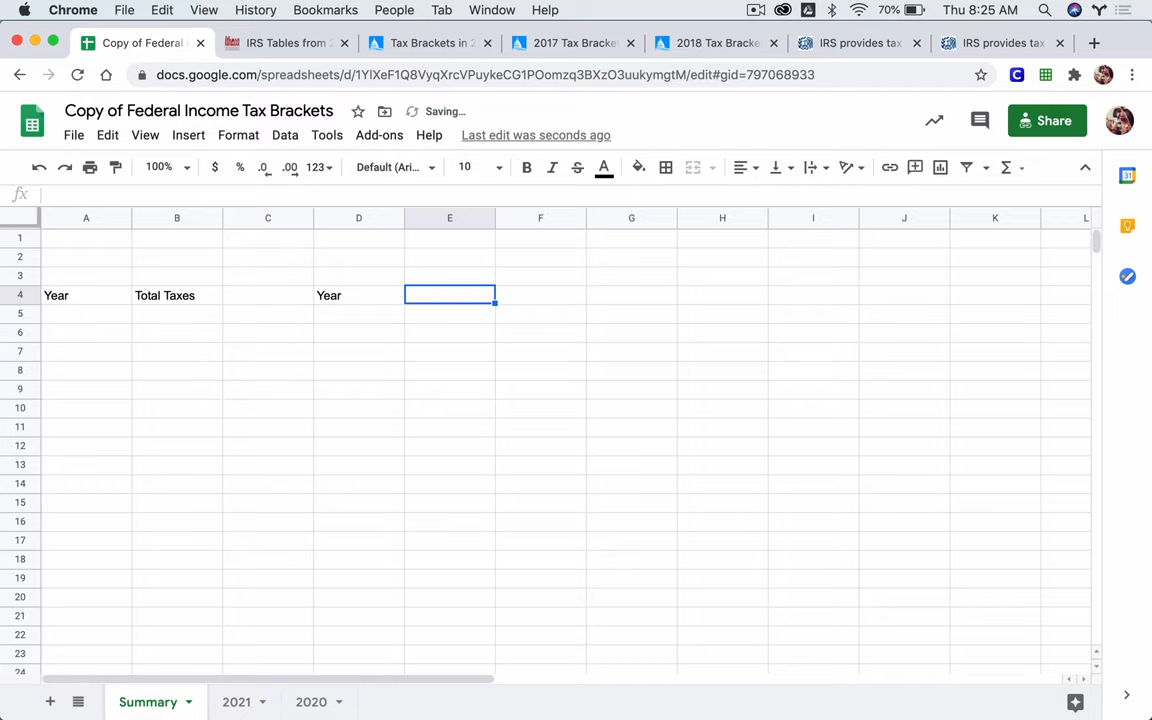 Chrome File Edit View History Bookmarks People Tab Window Help 70% Thu 8:25 AM
Copy of Federal IRS Tables from Tax Brackets in 2 2017 Tax Bracke 2018 Tax Bracke IRS provides tax IRS provides tax
docs.google.com/spreadsheets/d/1YlXeF1Q8VyqXrcVPuykeCG1POomzq3BXzO3uukymgtM/edit#gid=797068933
Copy of Federal Income Tax Brackets Saving…
Share
File Edit View Insert Format Data Tools Add-ons Help Last edit was seconds ago
100% $ % .0 .00 123 Default (Ari... 10 B I S A Σ
fx
A B C D E F G H I J K L
1
2
3
4 Year Total Taxes Year
5
6
7
8
9
10
11
12
13
14
15
16
17
18
19
20
21
22
23
24
+ Summary 2021 2020
31